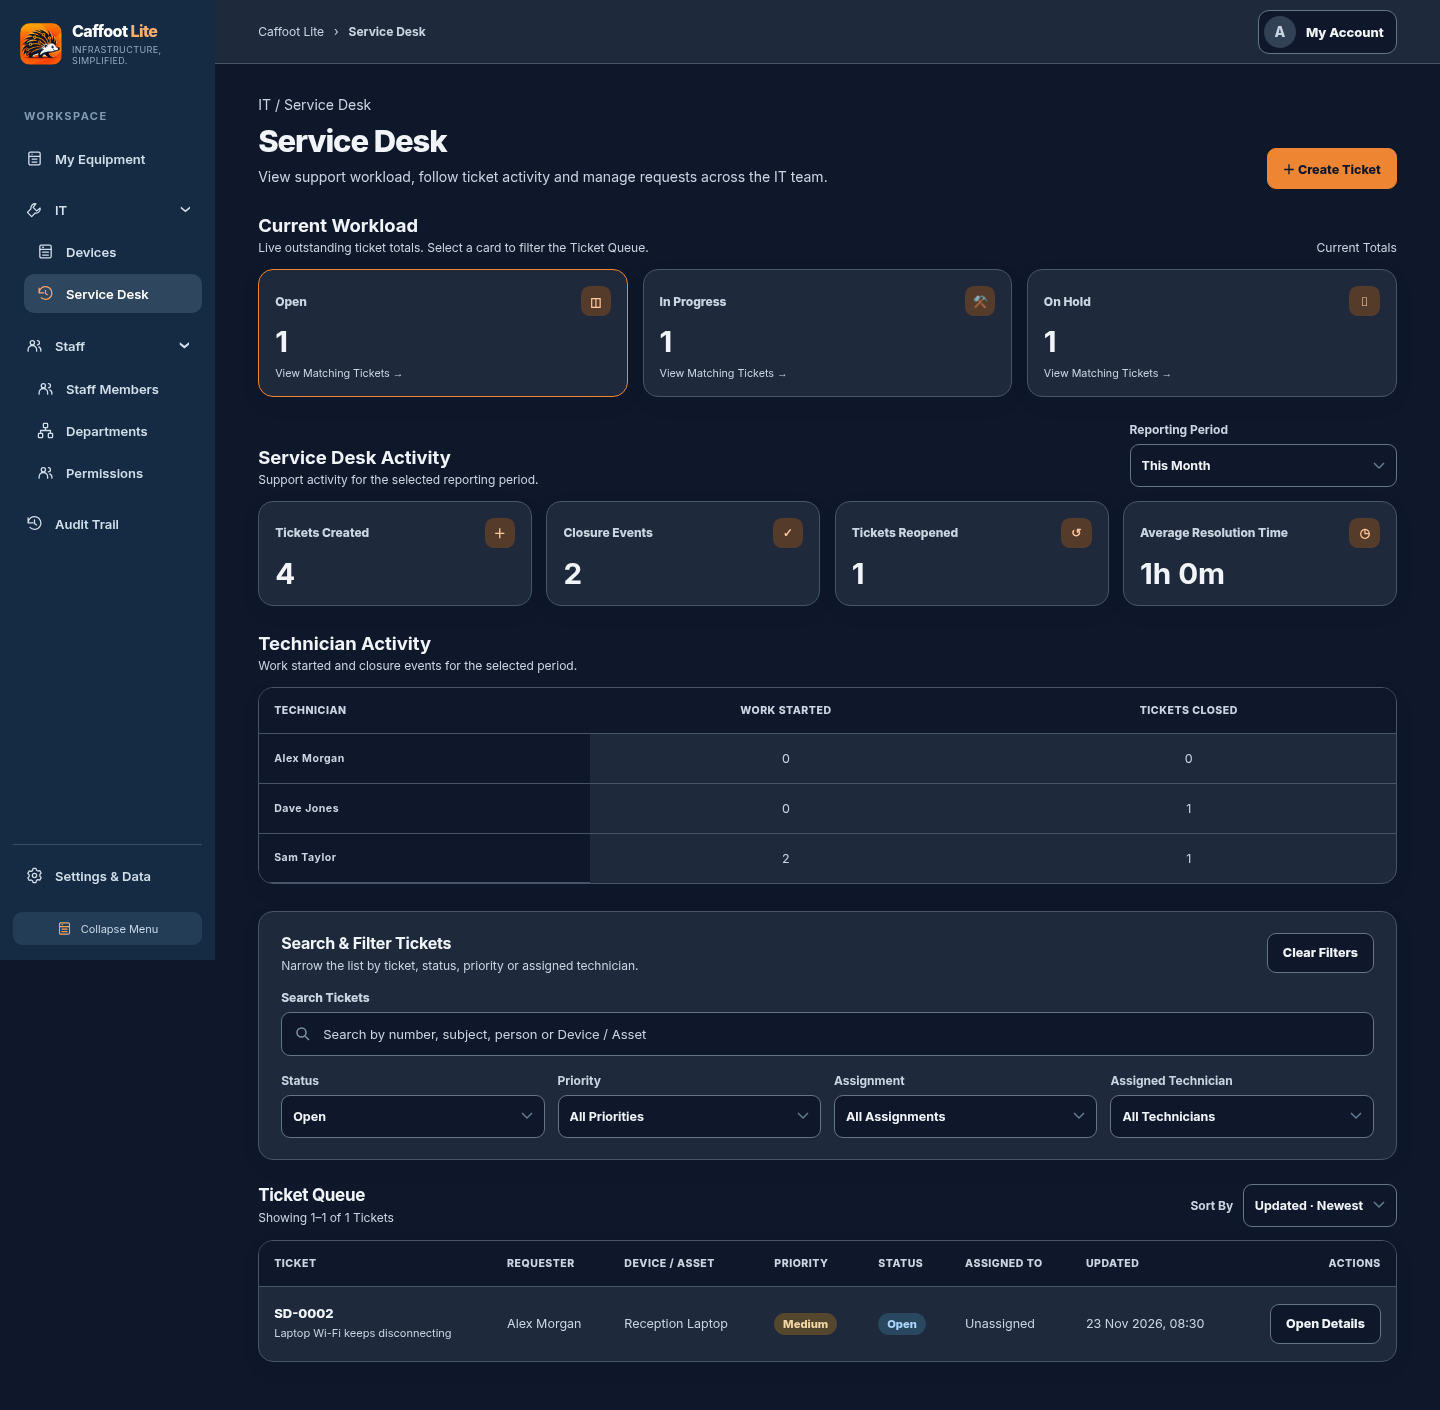 Caffoot Lite
INFRASTRUCTURE,
SIMPLIFIED.
WORKSPACE
My Equipment
IT
Devices
Service Desk
Staff
Staff Members
Departments
Permissions
Audit Trail
Settings & Data
Collapse Menu
Caffoot Lite › Service Desk
A My Account
IT / Service Desk
Service Desk
View support workload, follow ticket activity and manage requests across the IT team.
+ Create Ticket
Current Workload
Live outstanding ticket totals. Select a card to filter the Ticket Queue.
Current Totals
Open
1
View Matching Tickets →
In Progress
1
View Matching Tickets →
On Hold
1
View Matching Tickets →
Service Desk Activity
Support activity for the selected reporting period.
Reporting Period
This Month
Tickets Created
4
Closure Events
2
Tickets Reopened
1
Average Resolution Time
1h 0m
Technician Activity
Work started and closure events for the selected period.
TECHNICIAN WORK STARTED TICKETS CLOSED
Alex Morgan 0 0
Dave Jones 0 1
Sam Taylor 2 1
Search & Filter Tickets
Narrow the list by ticket, status, priority or assigned technician.
Clear Filters
Search Tickets
Search by number, subject, person or Device / Asset
Status Priority Assignment Assigned Technician
Open All Priorities All Assignments All Technicians
Ticket Queue
Showing 1–1 of 1 Tickets
Sort By Updated · Newest
TICKET REQUESTER DEVICE / ASSET PRIORITY STATUS ASSIGNED TO UPDATED ACTIONS
SD-0002
Laptop Wi-Fi keeps disconnecting
Alex Morgan Reception Laptop Medium Open Unassigned 23 Nov 2026, 08:30 Open Details